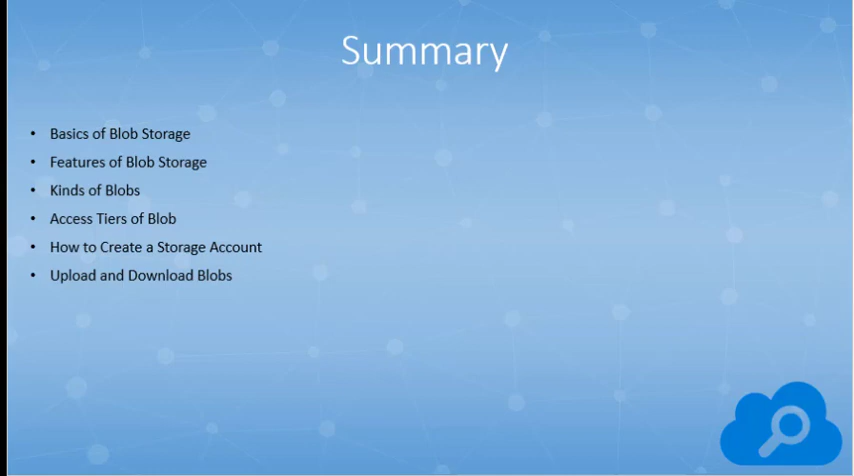 Summary
• Basics of Blob Storage
• Features of Blob Storage
• Kinds of Blobs
• Access Tiers of Blob
• How to Create a Storage Account
• Upload and Download Blobs